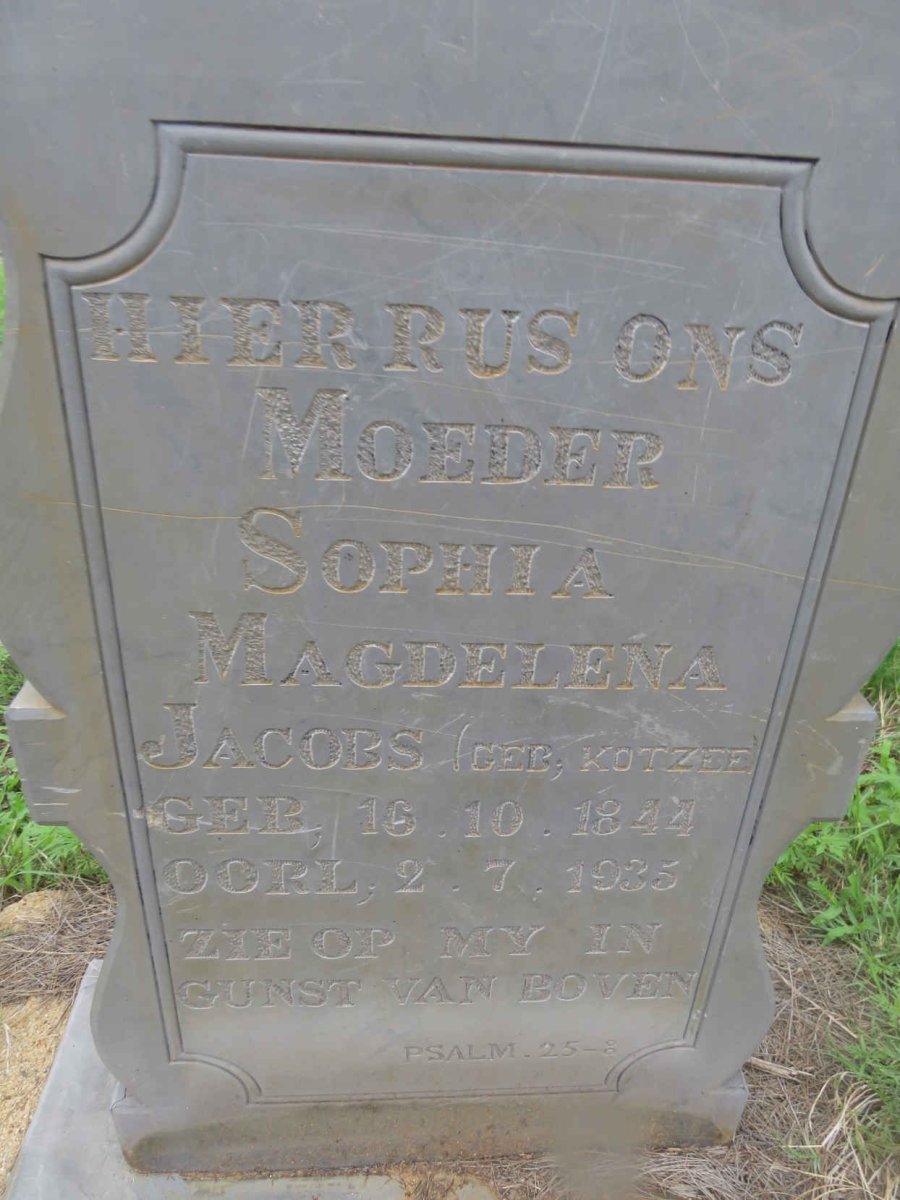 HIER RUS ONS
MOEDER
SOPHIA
MAGDELENA
JACOBS (GEB, KOTZEE)
GEB, 16.10.1844
OORL, 2.7.1935
ZIE OP MY IN
GUNST VAN BOVEN
PSALM. 25-8